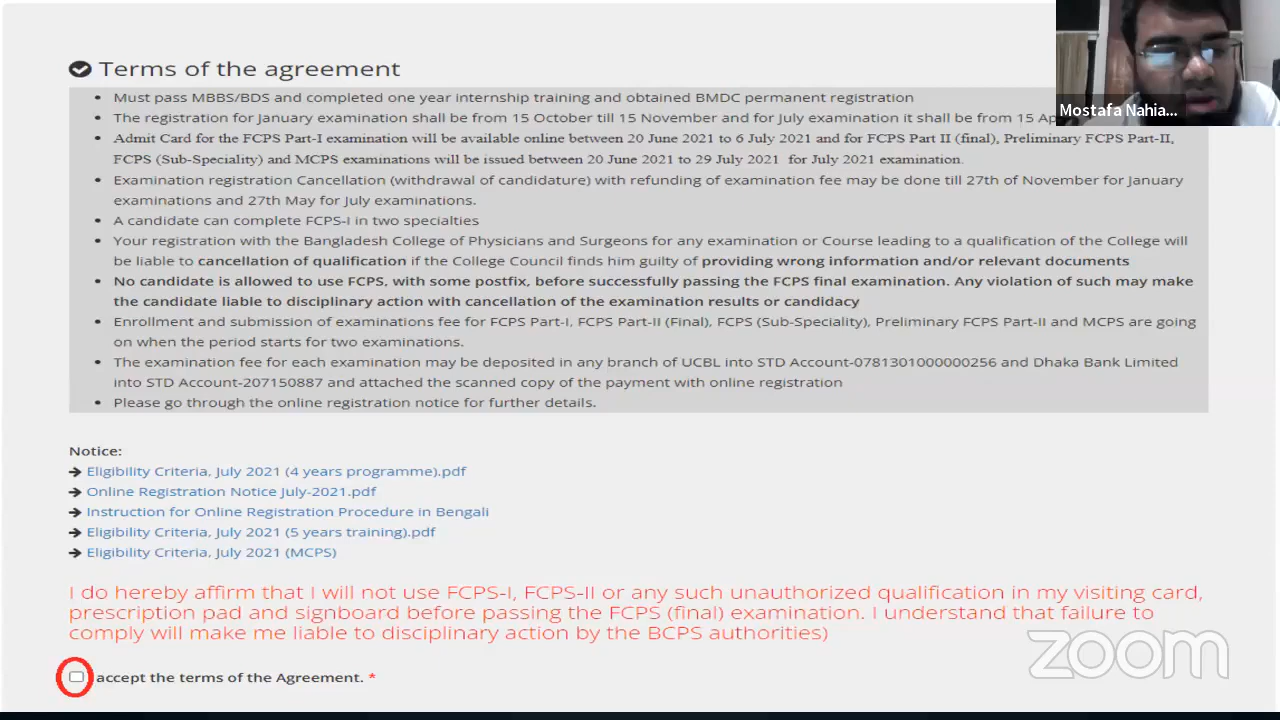 Terms of the agreement
• Must pass MBBS/BDS and completed one year internship training and obtained BMDC permanent registration
• The registration for January examination shall be from 15 October till 15 November and for July examination it shall be from 15
• Admit Card for the FCPS Part-I examination will be available online between 20 June 2021 to 6 July 2021 and for FCPS Part II (final), Preliminary FCPS Part-II,
FCPS (Sub-Speciality) and MCPS examinations will be issued between 20 June 2021 to 29 July 2021 for July 2021 examination.
• Examination registration Cancellation (withdrawal of candidature) with refunding of examination fee may be done till 27th of November for January
examinations and 27th May for July examinations.
• A candidate can complete FCPS-I in two specialties
• Your registration with the Bangladesh College of Physicians and Surgeons for any examination or Course leading to a qualification of the College will
be liable to cancellation of qualification if the College Council finds him guilty of providing wrong information and/or relevant documents
• No candidate is allowed to use FCPS, with some postfix, before successfully passing the FCPS final examination. Any violation of such may make
the candidate liable to disciplinary action with cancellation of the examination results or candidacy
• Enrollment and submission of examinations fee for FCPS Part-I, FCPS Part-II (Final), FCPS (Sub-Speciality), Preliminary FCPS Part-II and MCPS are going
on when the period starts for two examinations.
• The examination fee for each examination may be deposited in any branch of UCBL into STD Account-0781301000000256 and Dhaka Bank Limited
into STD Account-207150887 and attached the scanned copy of the payment with online registration
• Please go through the online registration notice for further details.
Mostafa Nahia...
Notice:
Eligibility Criteria, July 2021 (4 years programme).pdf
Online Registration Notice July-2021.pdf
Instruction for Online Registration Procedure in Bengali
Eligibility Criteria, July 2021 (5 years training).pdf
Eligibility Criteria, July 2021 (MCPS)
I do hereby affirm that I will not use FCPS-I, FCPS-II or any such unauthorized qualification in my visiting card,
prescription pad and signboard before passing the FCPS (final) examination. I understand that failure to
comply will make me liable to disciplinary action by the BCPS authorities)
accept the terms of the Agreement. *
zoom